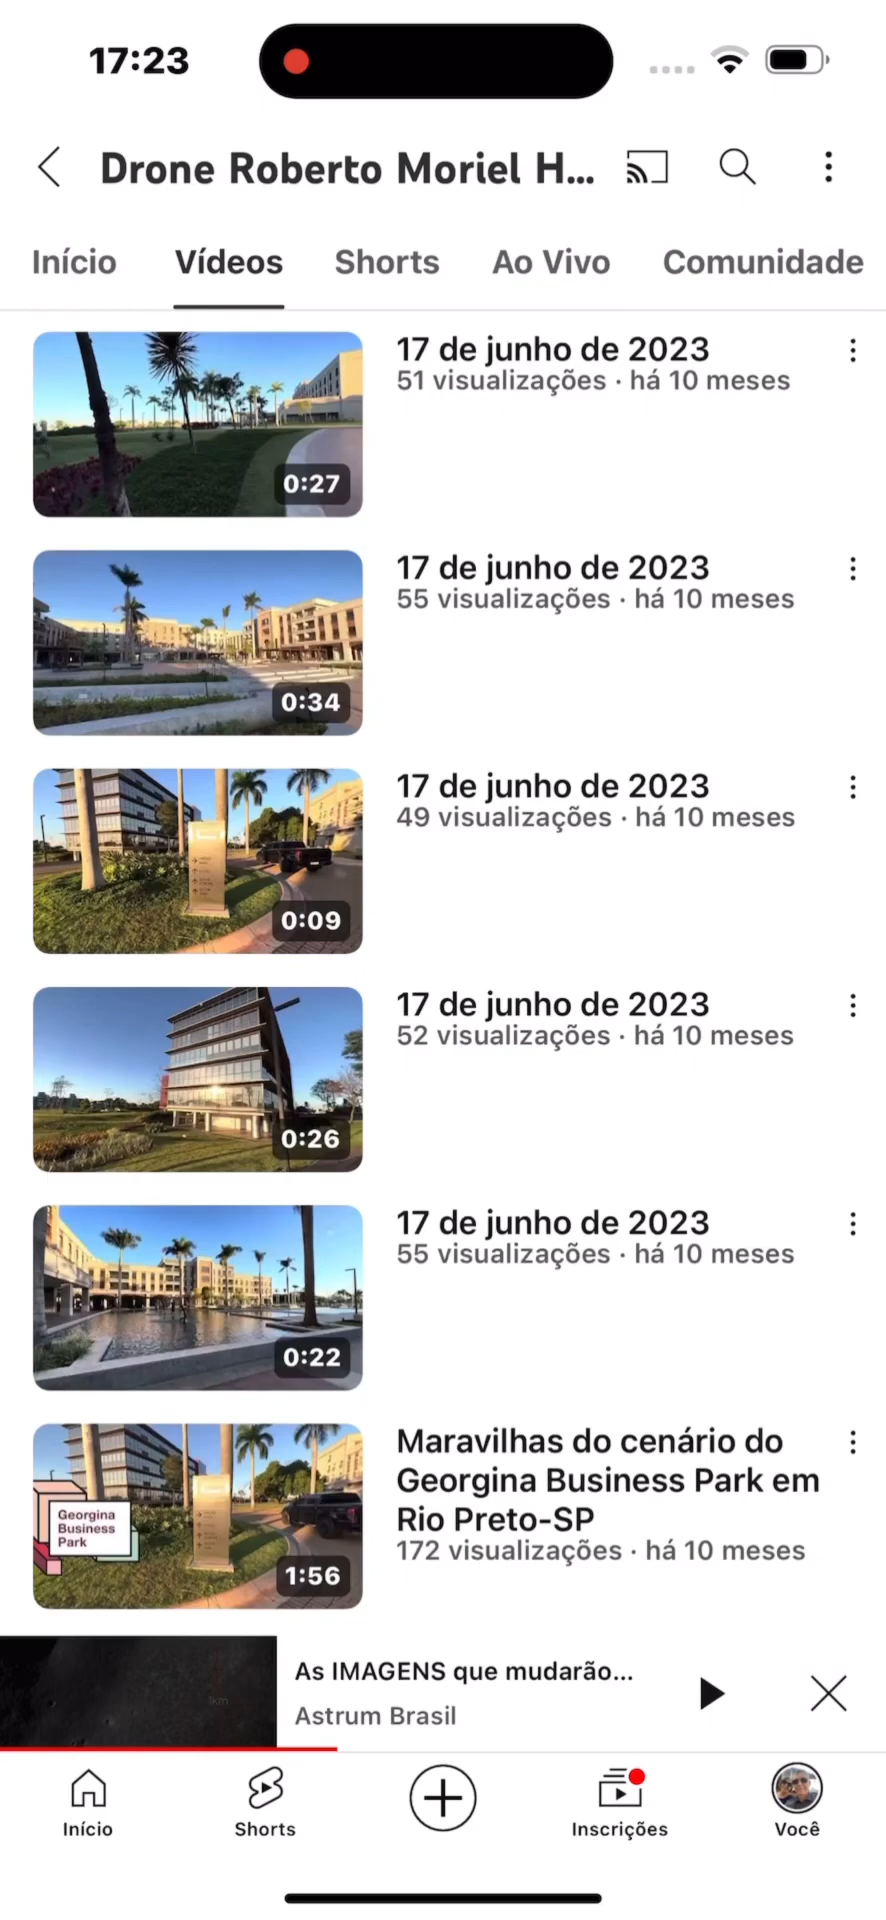 17:23
Drone Roberto Moriel H...
Início
Vídeos
Shorts
Ao Vivo
Comunidade
17 de junho de 2023
51 visualizações · há 10 meses
0:27
17 de junho de 2023
55 visualizações · há 10 meses
0:34
17 de junho de 2023
49 visualizações · há 10 meses
0:09
17 de junho de 2023
52 visualizações · há 10 meses
0:26
17 de junho de 2023
55 visualizações · há 10 meses
0:22
Maravilhas do cenário do
Georgina Business Park em
Rio Preto-SP
172 visualizações · há 10 meses
Georgina
Business
Park
1:56
As IMAGENS que mudarão...
Astrum Brasil
1km
Início
Shorts
Inscrições
Você